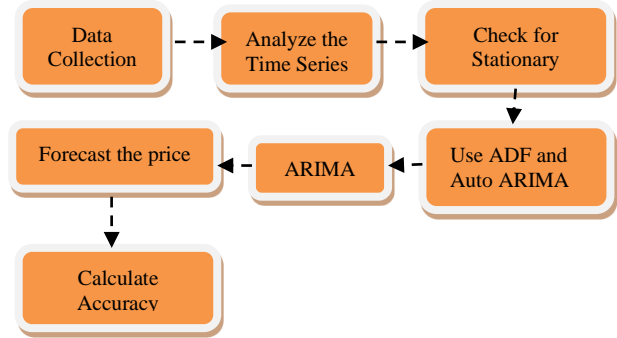 Data
Collection
Analyze the
Time Series
Check for
Stationary
Use ADF and
Auto ARIMA
ARIMA
Forecast the price
Calculate
Accuracy